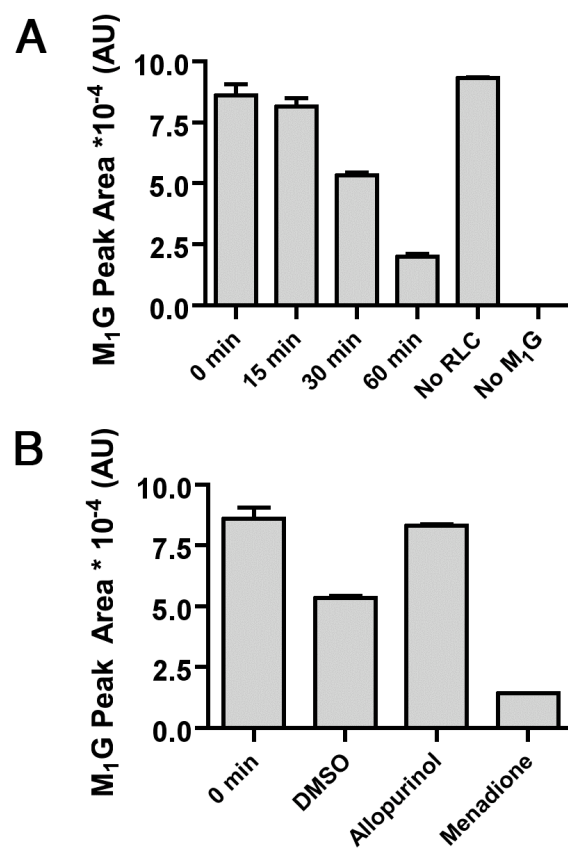 A
M₁G Peak Area *10⁻⁴ (AU)
10.0
7.5
5.0
2.5
0.0
0 min
15 min
30 min
60 min
No RLC
No M₁G
B
M₁G Peak Area * 10⁻⁴ (AU)
10.0
7.5
5.0
2.5
0.0
0 min
DMSO
Allopurinol
Menadione